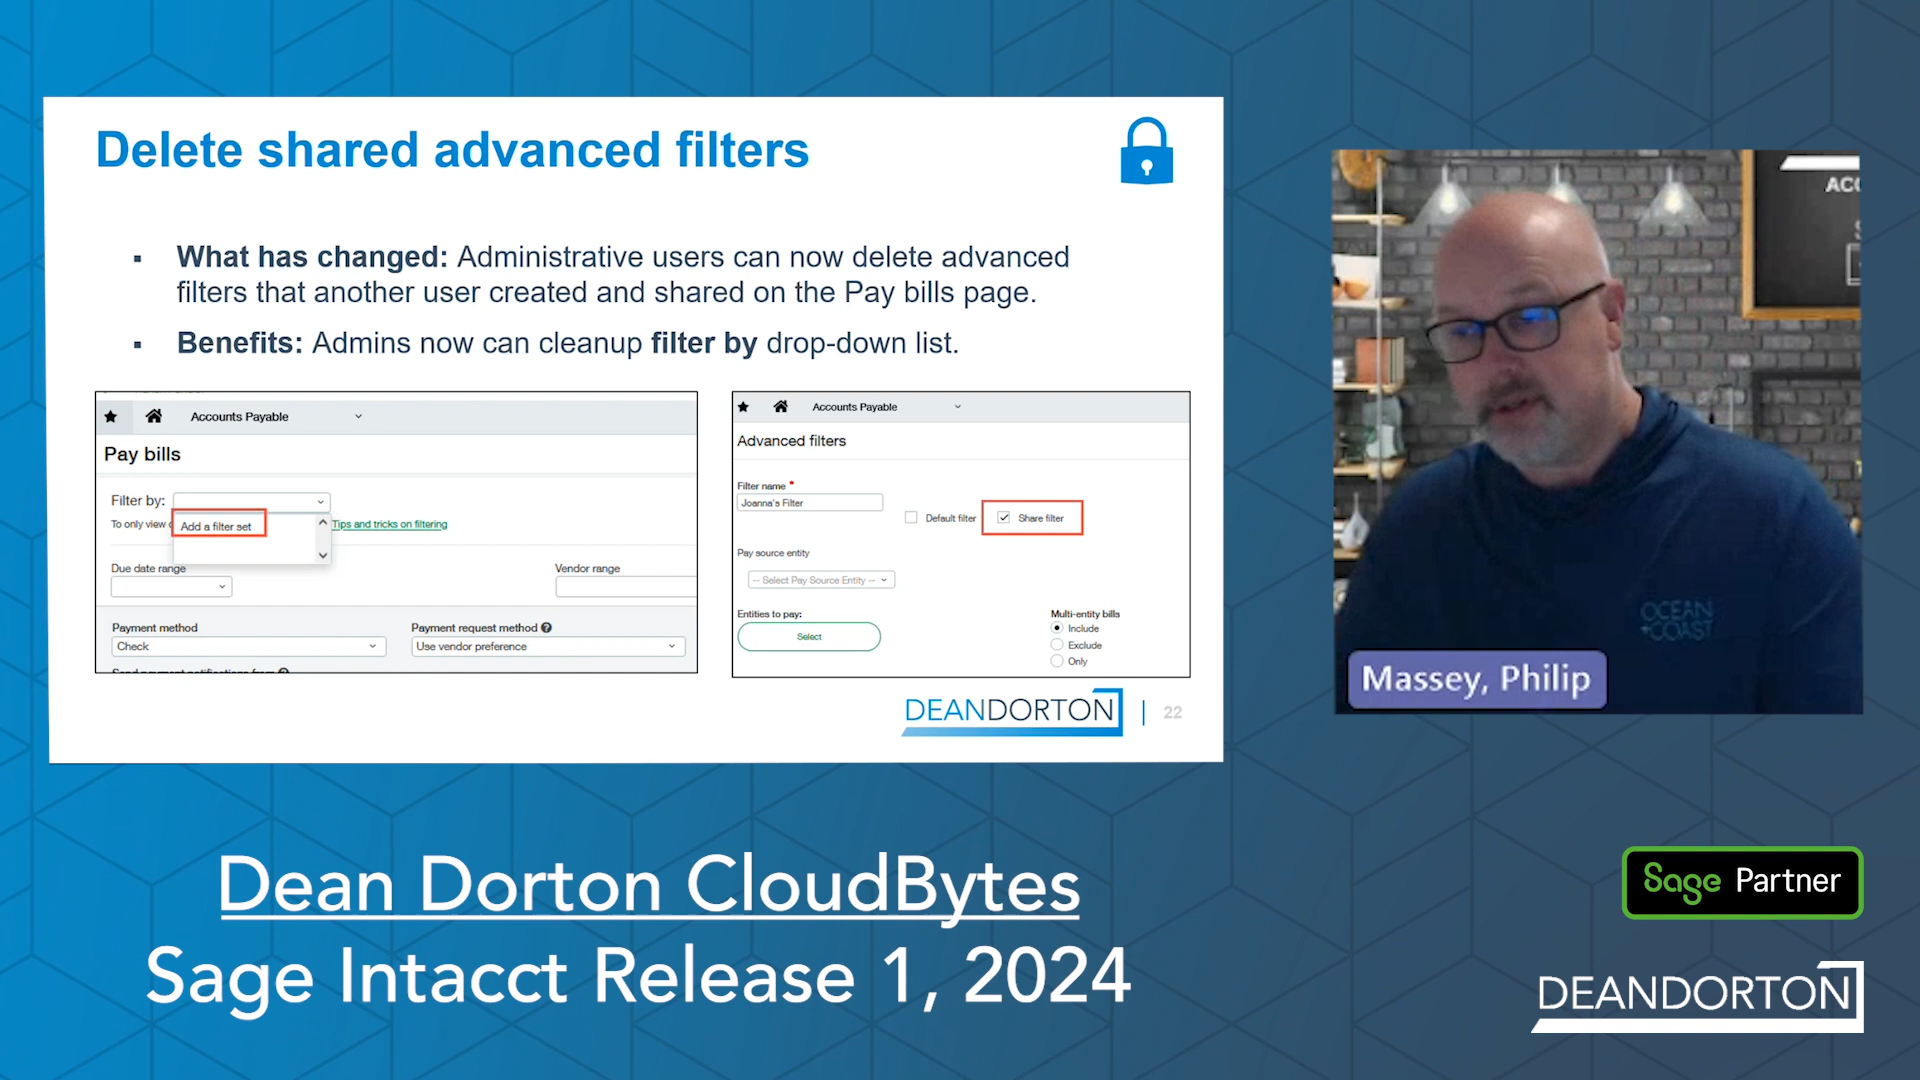 Delete shared advanced filters
▪ What has changed: Administrative users can now delete advanced
filters that another user created and shared on the Pay bills page.
▪ Benefits: Admins now can cleanup filter by drop-down list.
Accounts Payable
Pay bills
Filter by:
Add a filter set
To only view
Tips and tricks on filtering
Due date range
Vendor range
Payment method
Payment request method
Check
Use vendor preference
Accounts Payable
Advanced filters
Filter name *
Joanna's Filter
Default filter
Share filter
Pay source entity
-- Select Pay Source Entity --
Entities to pay:
Select
Multi-entity bills
Include
Exclude
Only
DEANDORTON
22
OCEAN
+COAST
Massey, Philip
Dean Dorton CloudBytes
Sage Intacct Release 1, 2024
Sage Partner
DEANDORTON